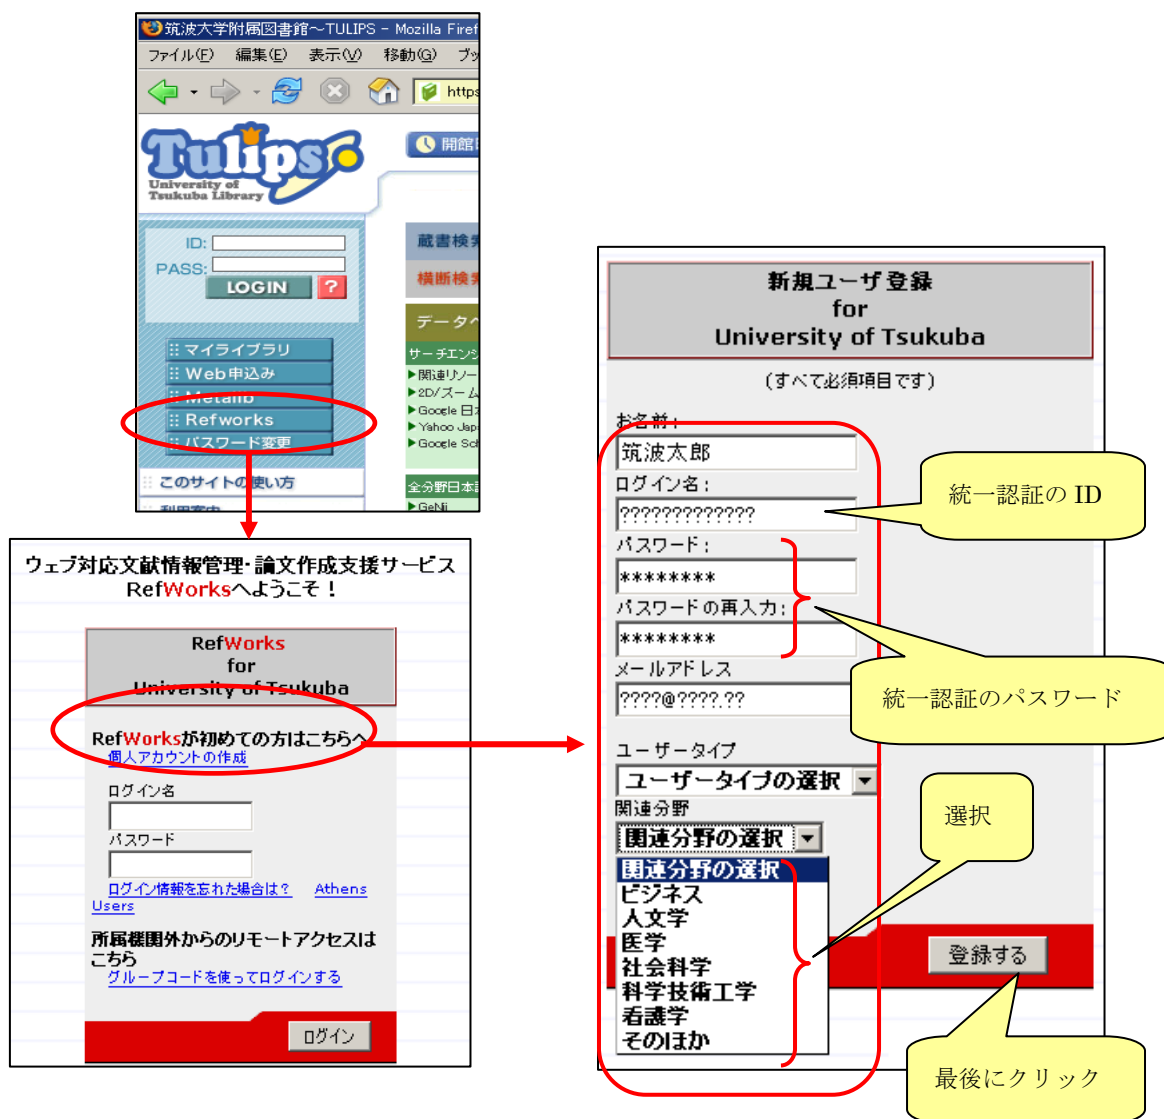 筑波大学附属図書館～TULIPS - Mozilla Firef
ファイル(F) 編集(E) 表示(V) 移動(G) ブッ
https
Tulips
University of
Tsukuba Library
開館
ID:
PASS:
LOGIN ?
蔵書検索
横断検索
データベ
マイライブラリ
Web申込み
Metalib
Refworks
パスワード変更
サーチエンジ
▶関連リソー
▶2D/ズーム
▶Google 日本
▶Yahoo Jap
▶Google Sch
このサイトの使い方
利用案内
全分野日本語
▶GeNii
ウェブ対応文献情報管理・論文作成支援サービス
RefWorksへようこそ！
RefWorks
for
University of Tsukuba
RefWorksが初めての方はこちらへ
個人アカウントの作成
ログイン名
パスワード
ログイン情報を忘れた場合は？ Athens
Users
所属機関外からのリモートアクセスは
こちら
グループコードを使ってログインする
ログイン
新規ユーザ登録
for
University of Tsukuba
(すべて必須項目です)
お名前：
筑波太郎
ログイン名：
?????????????
統一認証の ID
パスワード：
********
パスワードの再入力：
********
統一認証のパスワード
メールアドレス
????@????.??
ユーザータイプ
ユーザータイプの選択
関連分野
関連分野の選択
選択
関連分野の選択
ビジネス
人文学
医学
社会科学
科学技術工学
看護学
そのほか
登録する
最後にクリック